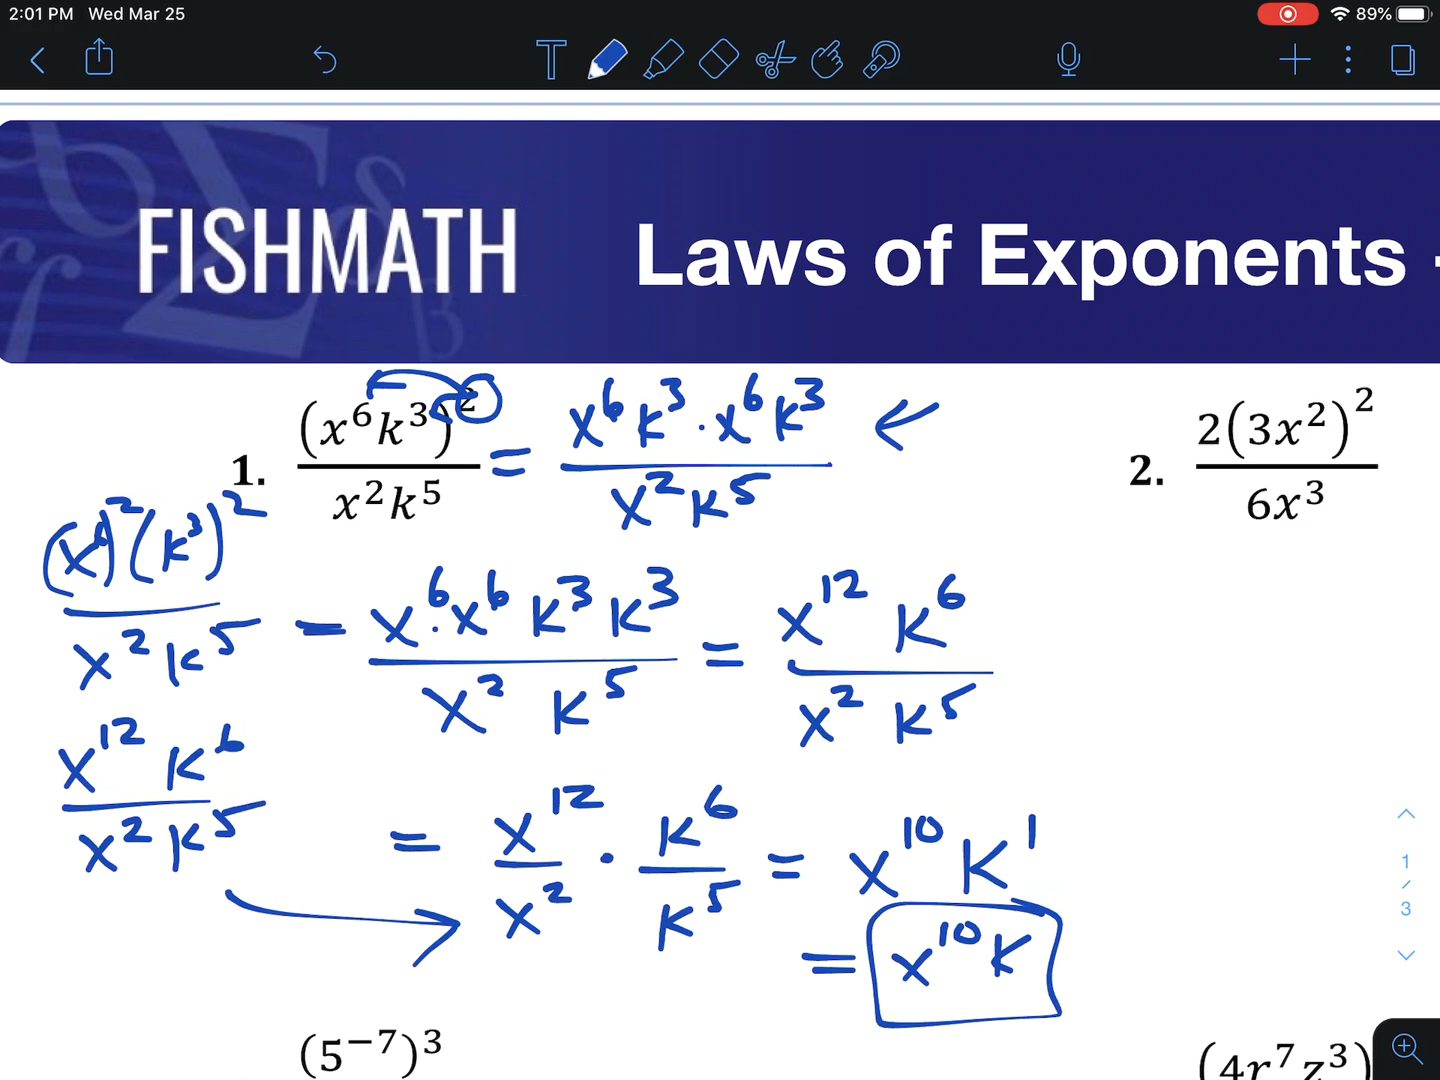 2:01 PM Wed Mar 25
89%
FISHMATH Laws of Exponents -
1. (x⁶k³)² / x²k⁵ = x⁶k³ · x⁶k³ / x²k⁵ ←
2. 2(3x²)² / 6x³
(x⁶)²(k³)² / x²k⁵ = x⁶·x⁶ k³ k³ / x² k⁵ = x¹² k⁶ / x² k⁵
x¹² k⁶ / x² k⁵
= x¹² / x² · k⁶ / k⁵ = x¹⁰ k¹
= x¹⁰ k
1 / 3
(5⁻⁷)³
(4r⁷z³)